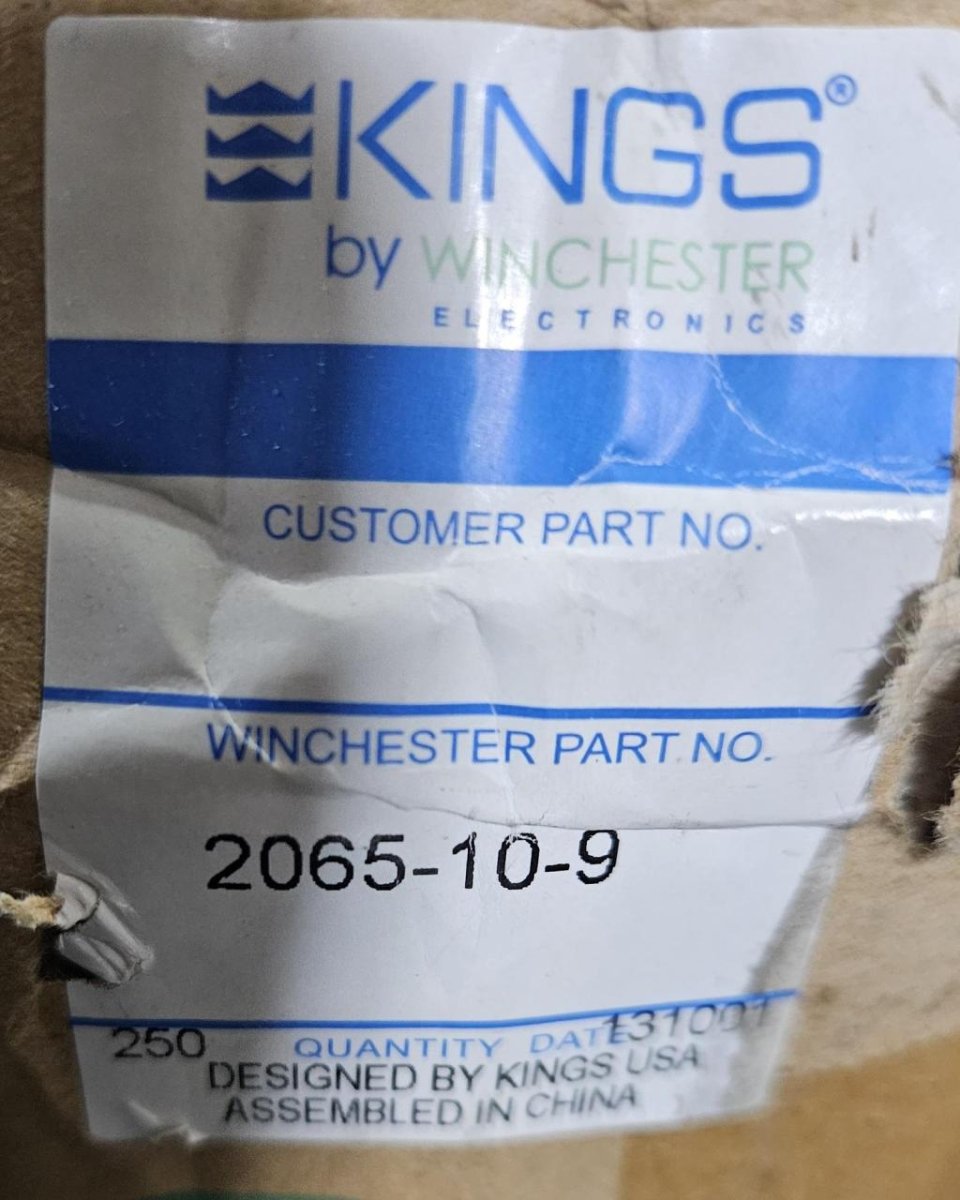 KINGS®
by WINCHESTER
ELECTRONICS
CUSTOMER PART NO.
WINCHESTER PART NO.
2065-10-9
250 QUANTITY DATE 131001
DESIGNED BY KINGS USA
ASSEMBLED IN CHINA